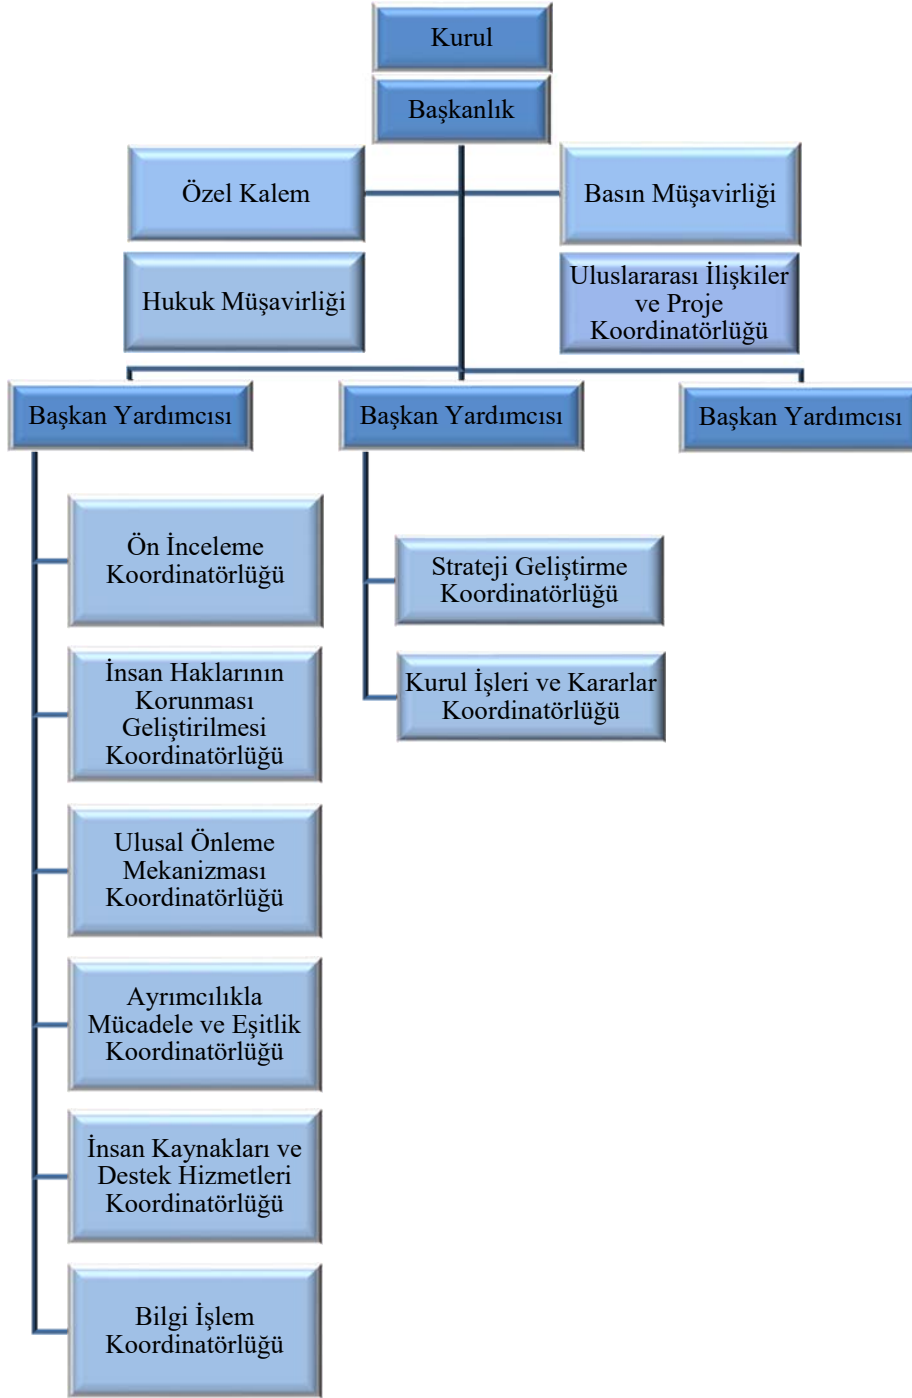 Kurul
Başkanlık
Özel Kalem
Basın Müşavirliği
Hukuk Müşavirliği
Uluslararası İlişkiler
ve Proje
Koordinatörlüğü
Başkan Yardımcısı
Başkan Yardımcısı
Başkan Yardımcısı
Ön İnceleme
Koordinatörlüğü
İnsan Haklarının
Korunması
Geliştirilmesi
Koordinatörlüğü
Ulusal Önleme
Mekanizması
Koordinatörlüğü
Ayrımcılıkla
Mücadele ve Eşitlik
Koordinatörlüğü
İnsan Kaynakları ve
Destek Hizmetleri
Koordinatörlüğü
Bilgi İşlem
Koordinatörlüğü
Strateji Geliştirme
Koordinatörlüğü
Kurul İşleri ve Kararlar
Koordinatörlüğü